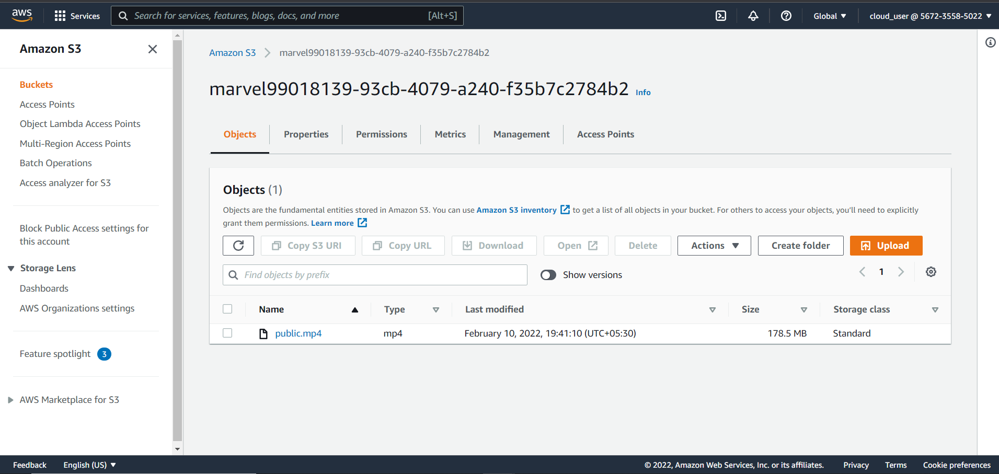 aws
Services
Search for services, features, blogs, docs, and more [Alt+S]
Global
cloud_user @ 5672-3558-5022
Amazon S3
Buckets
Access Points
Object Lambda Access Points
Multi-Region Access Points
Batch Operations
Access analyzer for S3
Block Public Access settings for
this account
Storage Lens
Dashboards
AWS Organizations settings
Feature spotlight 3
AWS Marketplace for S3
Amazon S3 marvel99018139-93cb-4079-a240-f35b7c2784b2
marvel99018139-93cb-4079-a240-f35b7c2784b2 Info
Objects Properties Permissions Metrics Management Access Points
Objects (1)
Objects are the fundamental entities stored in Amazon S3. You can use Amazon S3 inventory to get a list of all objects in your bucket. For others to access your objects, you’ll need to explicitly
grant them permissions. Learn more
Copy S3 URI Copy URL Download Open Delete Actions Create folder Upload
Find objects by prefix Show versions 1
Name Type Last modified Size Storage class
public.mp4 mp4 February 10, 2022, 19:41:10 (UTC+05:30) 178.5 MB Standard
Feedback English (US) © 2022, Amazon Web Services, Inc. or its affiliates. Privacy Terms Cookie preferences